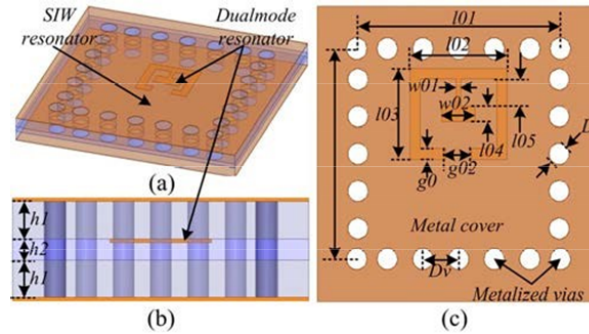 SIW
resonator
Dualmode
resonator
(a)
h1
h2
h1
(b)
l01
l02
w01
w02
l03
l04
l05
g0
g02
Metal cover
Dv
Metalized vias
(c)